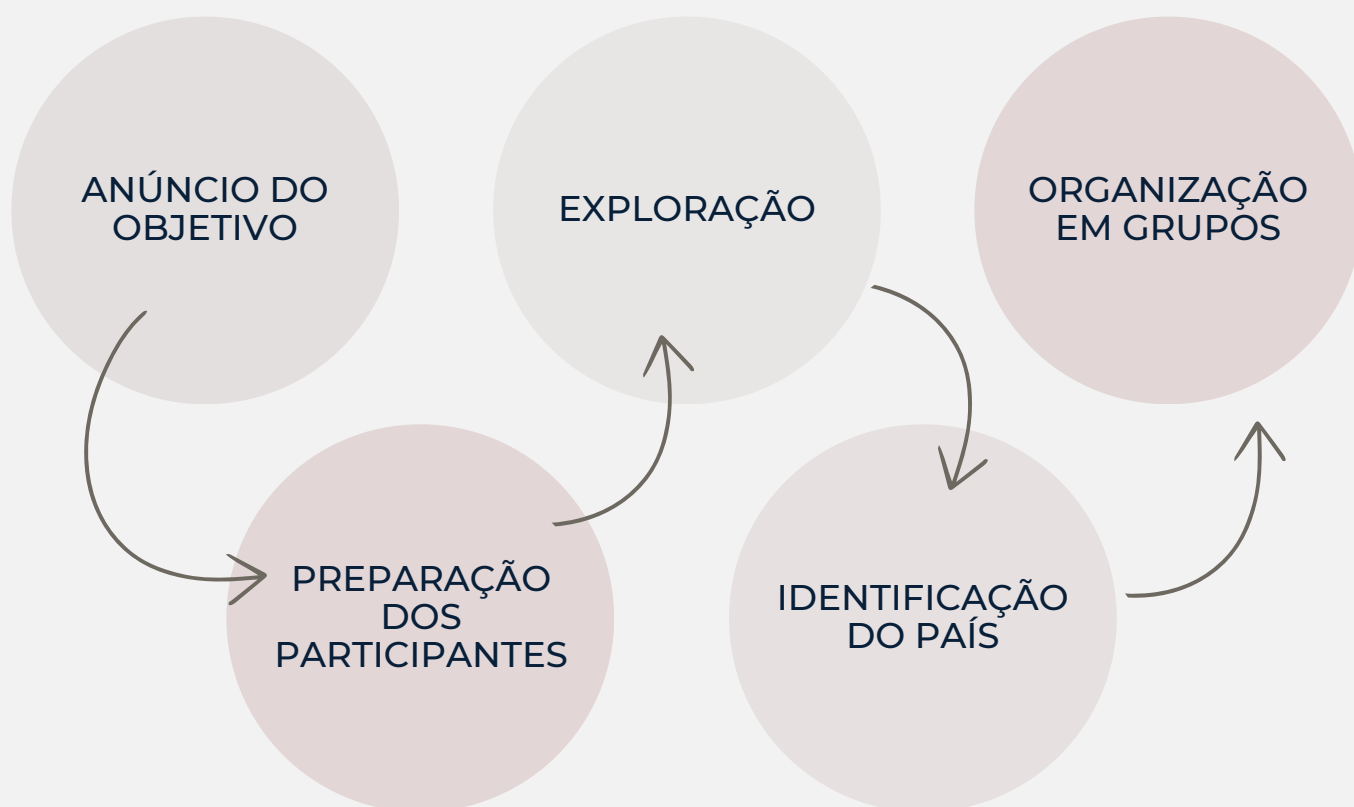 ANÚNCIO DO
OBJETIVO
PREPARAÇÃO
DOS
PARTICIPANTES
EXPLORAÇÃO
IDENTIFICAÇÃO
DO PAÍS
ORGANIZAÇÃO
EM GRUPOS